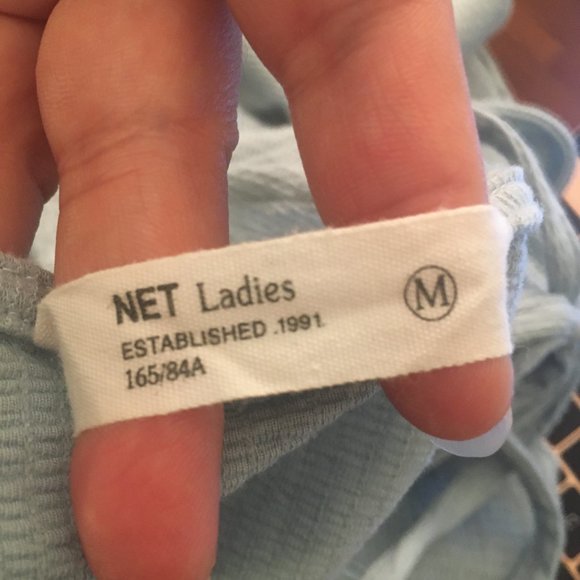 NET Ladies
M
ESTABLISHED .1991
165/84A